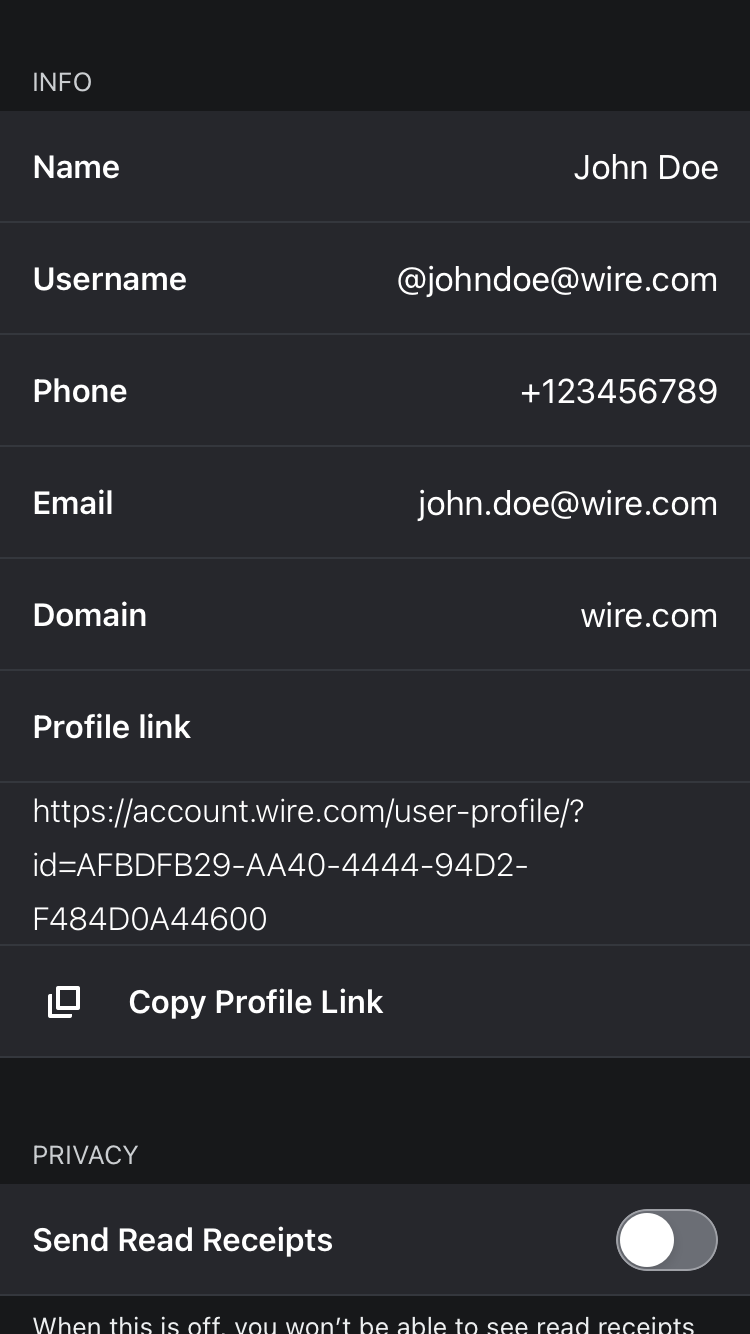 INFO
Name John Doe
Username @johndoe@wire.com
Phone +123456789
Email john.doe@wire.com
Domain wire.com
Profile link
https://account.wire.com/user-profile/?
id=AFBDFB29-AA40-4444-94D2-
F484D0A44600
Copy Profile Link
PRIVACY
Send Read Receipts
When this is off, you won’t be able to see read receipts